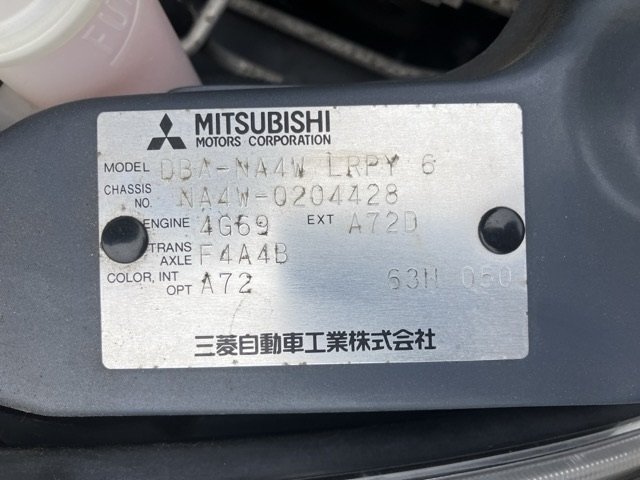 MITSUBISHI
MOTORS CORPORATION
MODEL DBA-NA4W LRPY 6
CHASSIS NO. NA4W-0204428
ENGINE 4G69 EXT A72D
TRANS AXLE F4A4B
COLOR, INT OPT A72 63H 060
三菱自動車工業株式会社